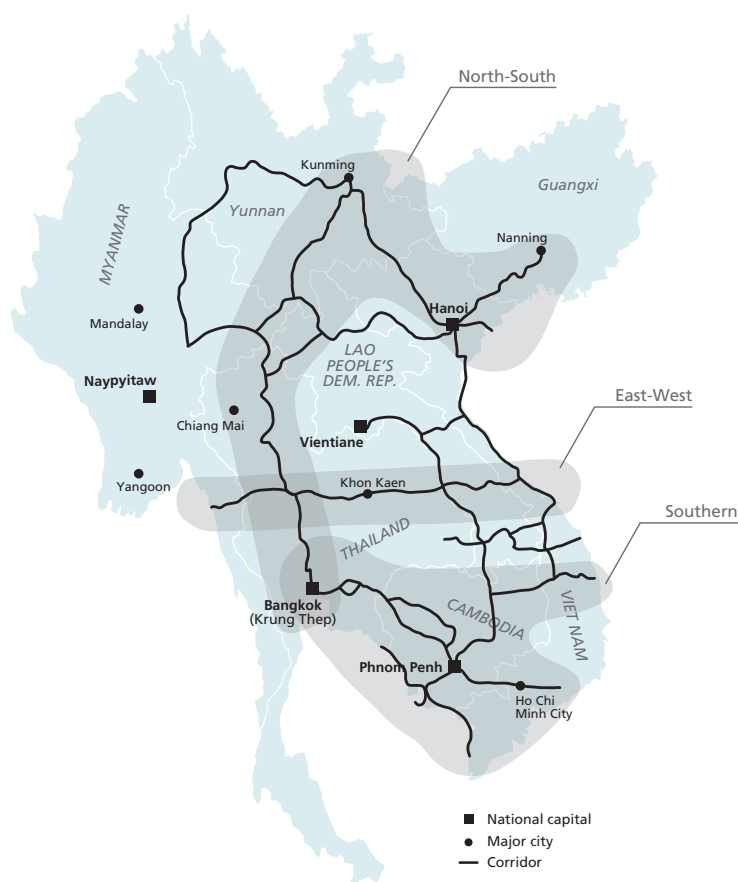 North-South
Kunming
Guangxi
Yunnan
MYANMAR
Nanning
Hanoi
Mandalay
LAO
PEOPLE'S
DEM. REP.
Naypyitaw
East-West
Chiang Mai
Vientiane
Yangoon
Khon Kaen
Southern
THAILAND
Bangkok
(Krung Thep)
CAMBODIA
VIET NAM
Phnom Penh
Ho Chi
Minh City
National capital
Major city
Corridor